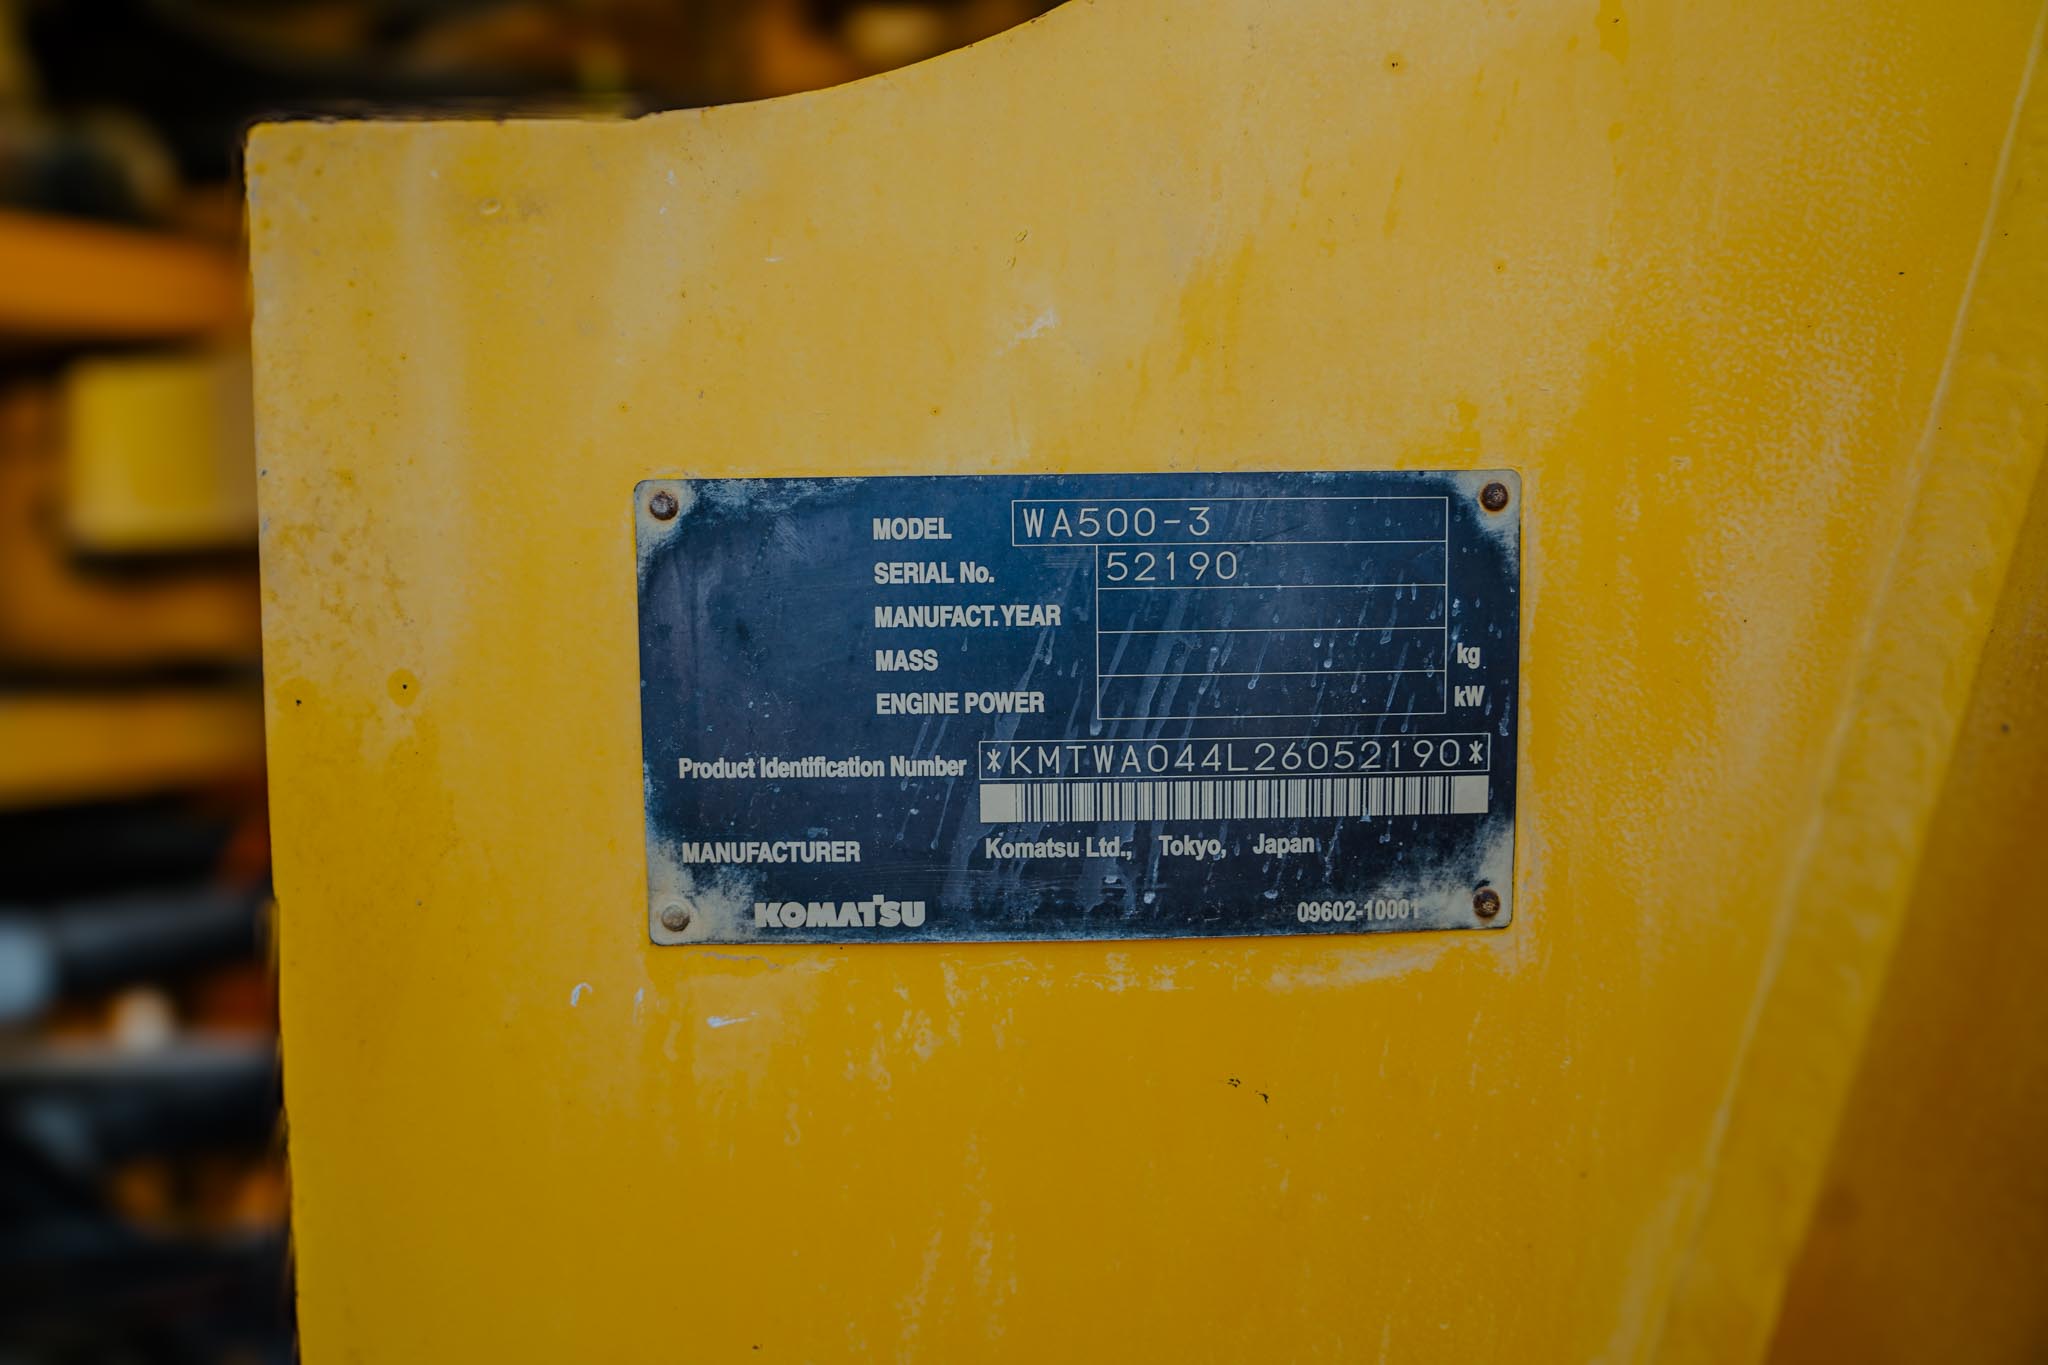 MODEL WA500-3
SERIAL No. 52190
MANUFACT. YEAR
MASS kg
ENGINE POWER kW
Product Identification Number *KMTWA044L26052190*
MANUFACTURER Komatsu Ltd., Tokyo, Japan
KOMATSU 09602-10001